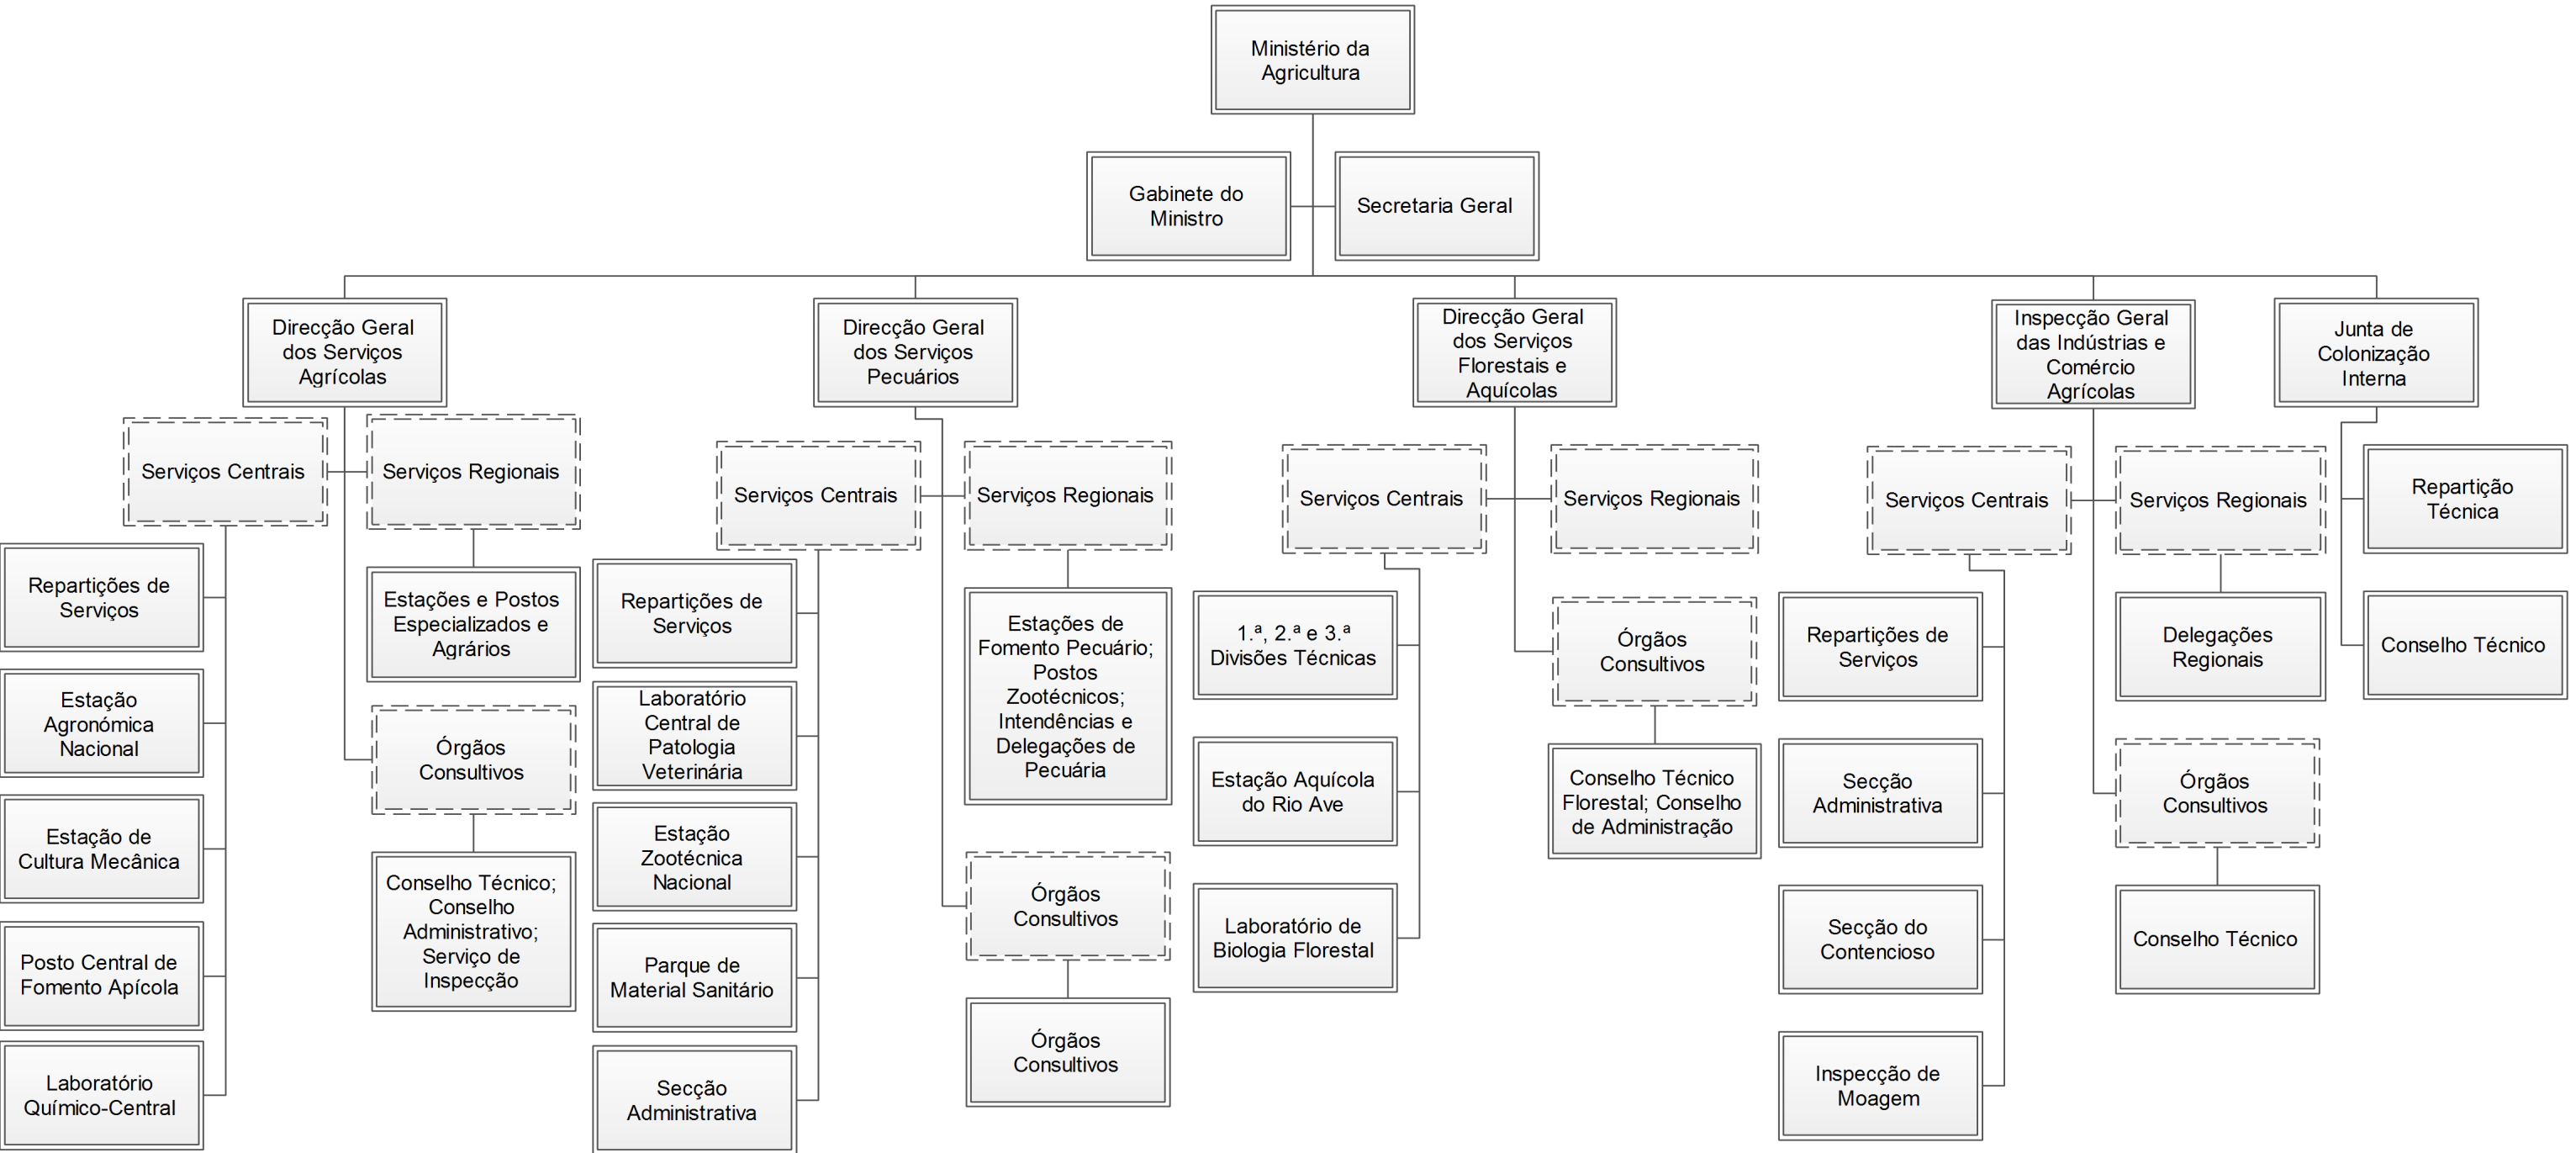 Ministério da
Agricultura
Gabinete do
Ministro
Secretaria Geral
Direcção Geral
dos Serviços
Agrícolas
Direcção Geral
dos Serviços
Pecuários
Direcção Geral
dos Serviços
Florestais e
Aquícolas
Inspecção Geral
das Indústrias e
Comércio
Agrícolas
Junta de
Colonização
Interna
Serviços Centrais
Serviços Regionais
Repartições de
Serviços
Estação
Agronómica
Nacional
Estação de
Cultura Mecânica
Posto Central de
Fomento Apícola
Laboratório
Químico-Central
Estações e Postos
Especializados e
Agrários
Órgãos
Consultivos
Conselho Técnico;
Conselho
Administrativo;
Serviço de
Inspecção
Serviços Centrais
Serviços Regionais
Repartições de
Serviços
Laboratório
Central de
Patologia
Veterinária
Estação
Zootécnica
Nacional
Parque de
Material Sanitário
Secção
Administrativa
Estações de
Fomento Pecuário;
Postos
Zootécnicos;
Intendências e
Delegações de
Pecuária
Órgãos
Consultivos
Órgãos
Consultivos
Serviços Centrais
Serviços Regionais
1.ª, 2.ª e 3.ª
Divisões Técnicas
Estação Aquícola
do Rio Ave
Laboratório de
Biologia Florestal
Órgãos
Consultivos
Conselho Técnico
Florestal; Conselho
de Administração
Serviços Centrais
Serviços Regionais
Repartições de
Serviços
Secção
Administrativa
Secção do
Contencioso
Inspecção de
Moagem
Delegações
Regionais
Órgãos
Consultivos
Conselho Técnico
Repartição
Técnica
Conselho Técnico